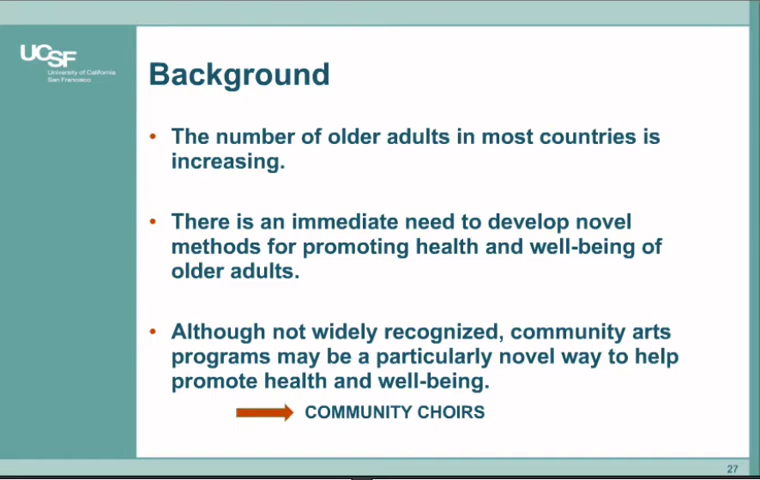 UCSF
University of California
San Francisco
Background
• The number of older adults in most countries is
increasing.
• There is an immediate need to develop novel
methods for promoting health and well-being of
older adults.
• Although not widely recognized, community arts
programs may be a particularly novel way to help
promote health and well-being.
COMMUNITY CHOIRS
27